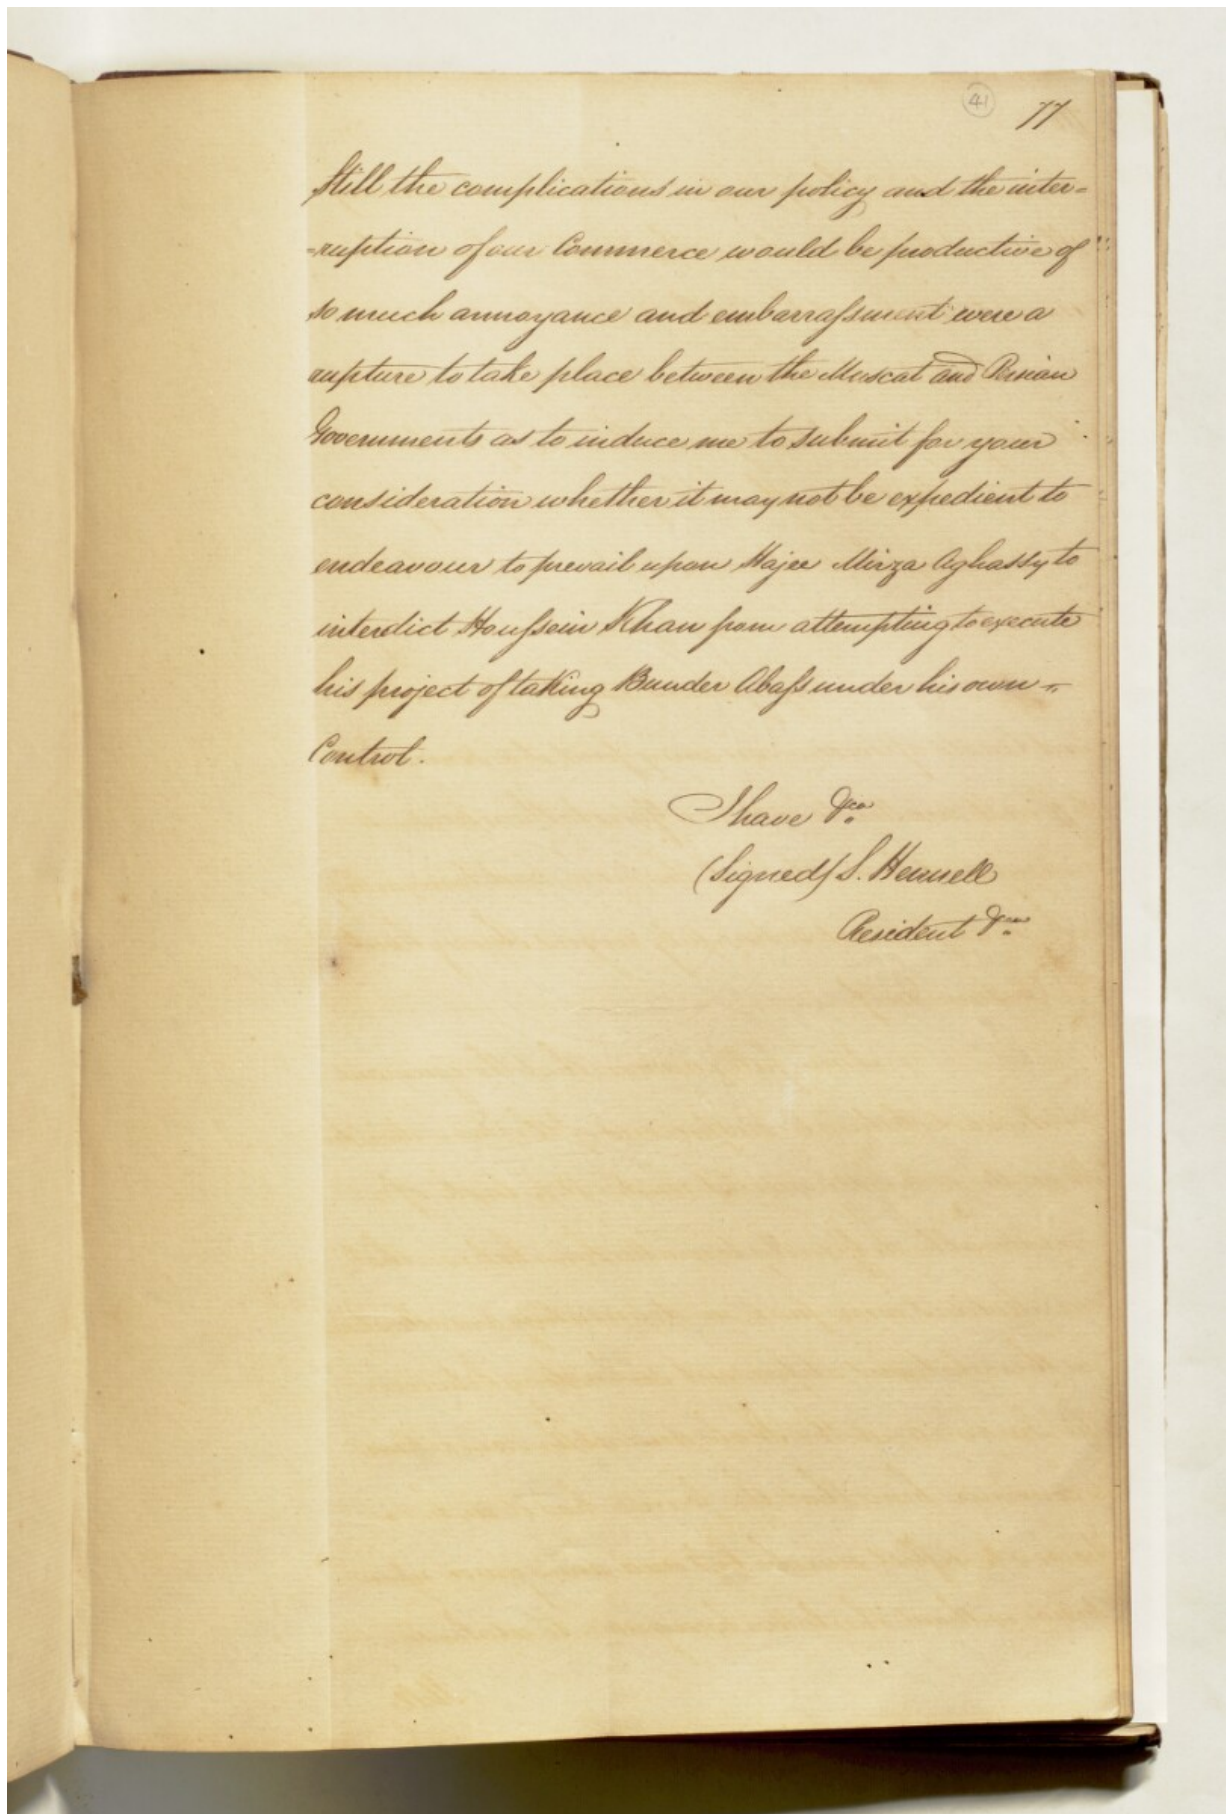 41
77
Still the complications in our policy and the inter=
=ruption of our Commerce would be productive of
so much annoyance and embarraſsment were a
rupture to take place between the Muscat and Persian
Governments as to induce me to submit for your
consideration whether it may not be expedient to
endeavour to prevail upon Hajee Mirza Aghassy to
interdict Houſsein Khan from attempting to execute
his project of taking Bunder Abaſs under his own
Control.
I have &ca
(Signed) S. Hennell
Resident &ca